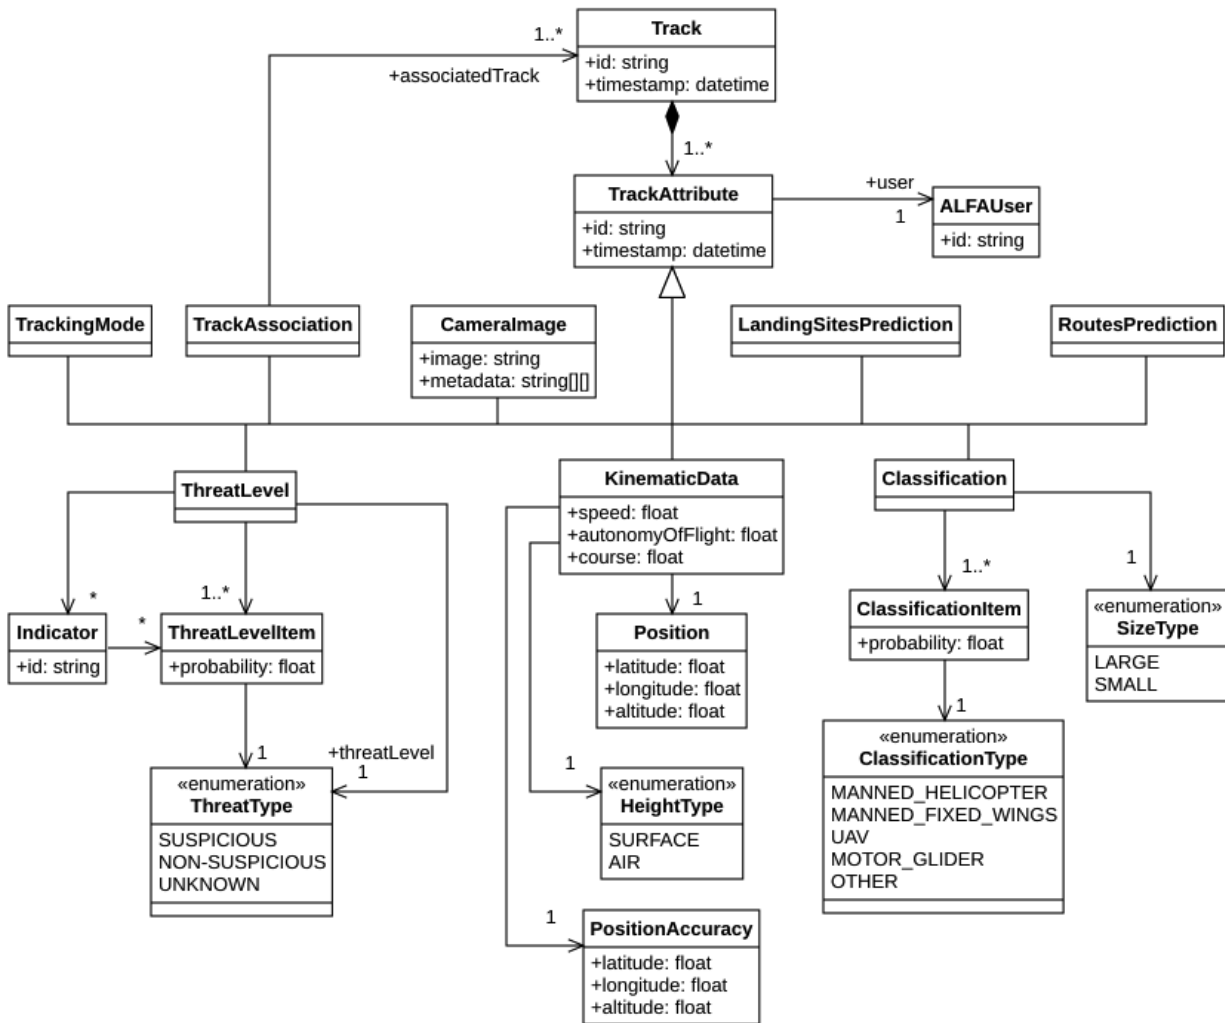 Track
+id: string
+timestamp: datetime
1..*
+associatedTrack
1..*
TrackAttribute
+id: string
+timestamp: datetime
+user
1
ALFAUser
+id: string
TrackingMode
TrackAssociation
CameraImage
+image: string
+metadata: string[][]
LandingSitesPrediction
RoutesPrediction
ThreatLevel
KinematicData
+speed: float
+autonomyOfFlight: float
+course: float
Classification
*
1..*
1
1..*
1
Indicator
+id: string
*
ThreatLevelItem
+probability: float
Position
+latitude: float
+longitude: float
+altitude: float
ClassificationItem
+probability: float
«enumeration»
SizeType
LARGE
SMALL
1
+threatLevel
1
1
1
«enumeration»
ThreatType
SUSPICIOUS
NON-SUSPICIOUS
UNKNOWN
«enumeration»
HeightType
SURFACE
AIR
«enumeration»
ClassificationType
MANNED_HELICOPTER
MANNED_FIXED_WINGS
UAV
MOTOR_GLIDER
OTHER
1
PositionAccuracy
+latitude: float
+longitude: float
+altitude: float